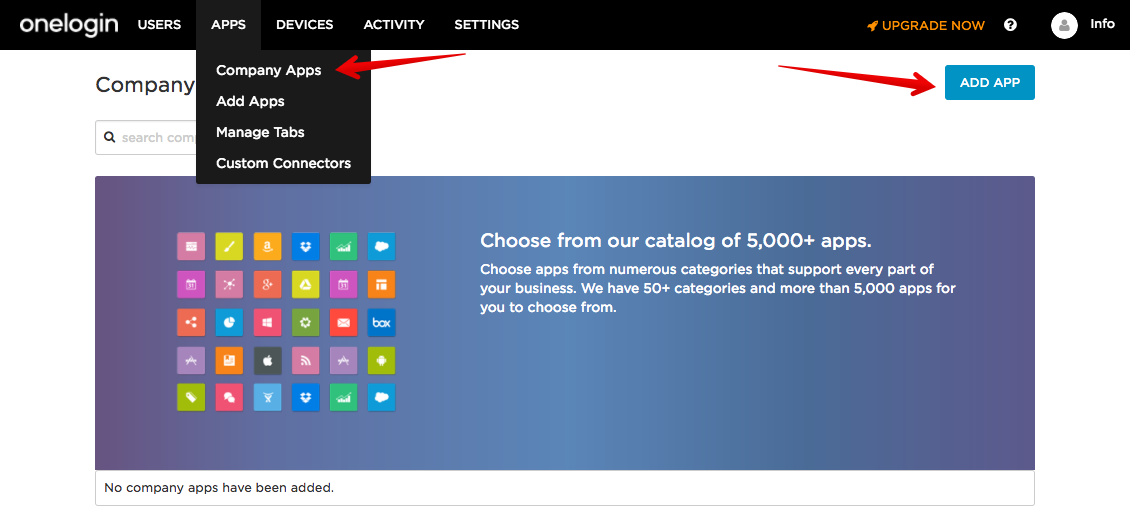 onelogin USERS APPS DEVICES ACTIVITY SETTINGS UPGRADE NOW ? Info
Company Apps
Add Apps
Manage Tabs
Custom Connectors
Company
ADD APP
search com
Choose from our catalog of 5,000+ apps.
Choose apps from numerous categories that support every part of
your business. We have 50+ categories and more than 5,000 apps for
you to choose from.
box
No company apps have been added.